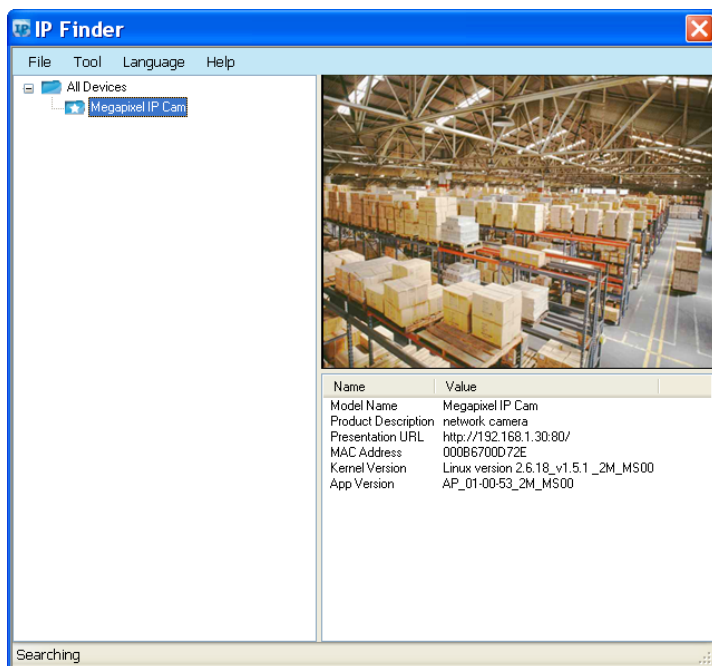 IP Finder
File Tool Language Help
All Devices
Megapixel IP Cam
Name Value
Model Name Megapixel IP Cam
Product Description network camera
Presentation URL http://192.168.1.30:80/
MAC Address 000B6700D72E
Kernel Version Linux version 2.6.18_v1.5.1 _2M_MS00
App Version AP_01-00-53_2M_MS00
Searching